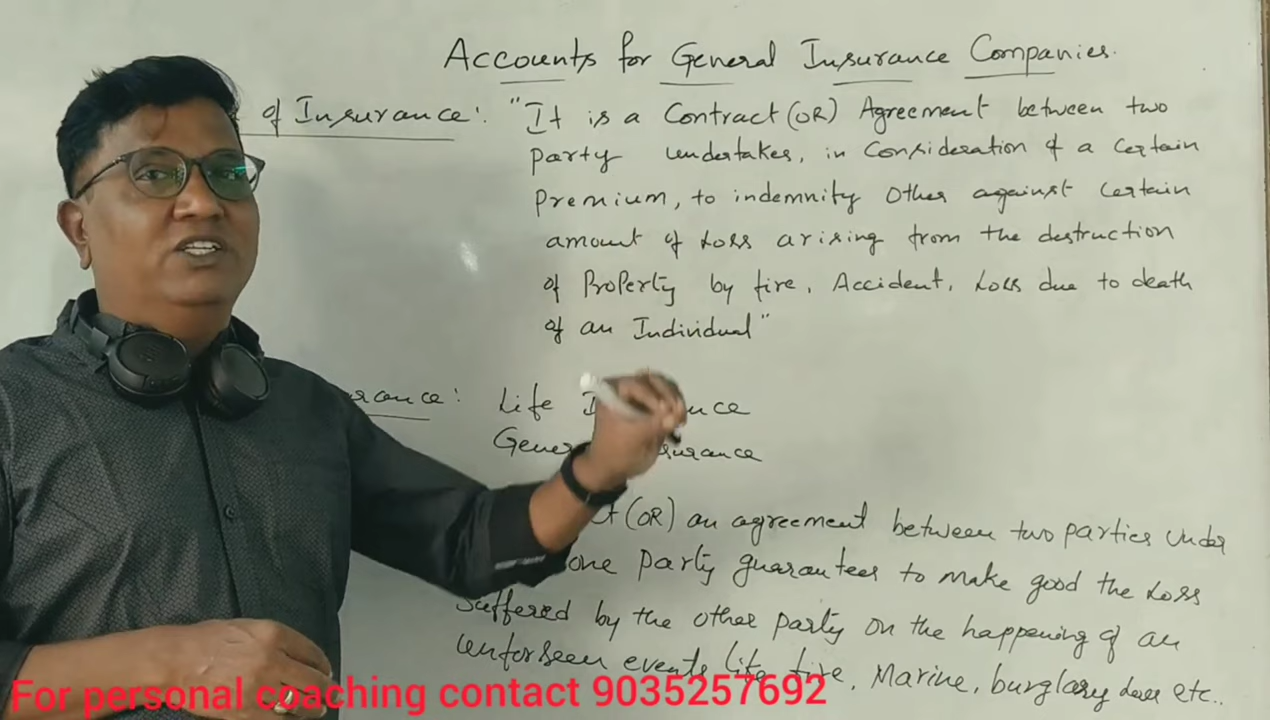 Accounts for General Insurance Companies.
of Insurance: "It is a Contract (OR) Agreement between two
party undertakes, in Consideration of a Certain
Premium, to indemnity Other against Certain
amount of Loss arising from the destruction
of Property by fire, Accident, Loss due to death
of an Individual"
Life
General
(OR) an agreement between two parties under
one party guarantees to make good the Loss
Suffered by the other party on the happening of an
unforseen events like fire, Marine, burglary etc..
For personal coaching contact 9035257692